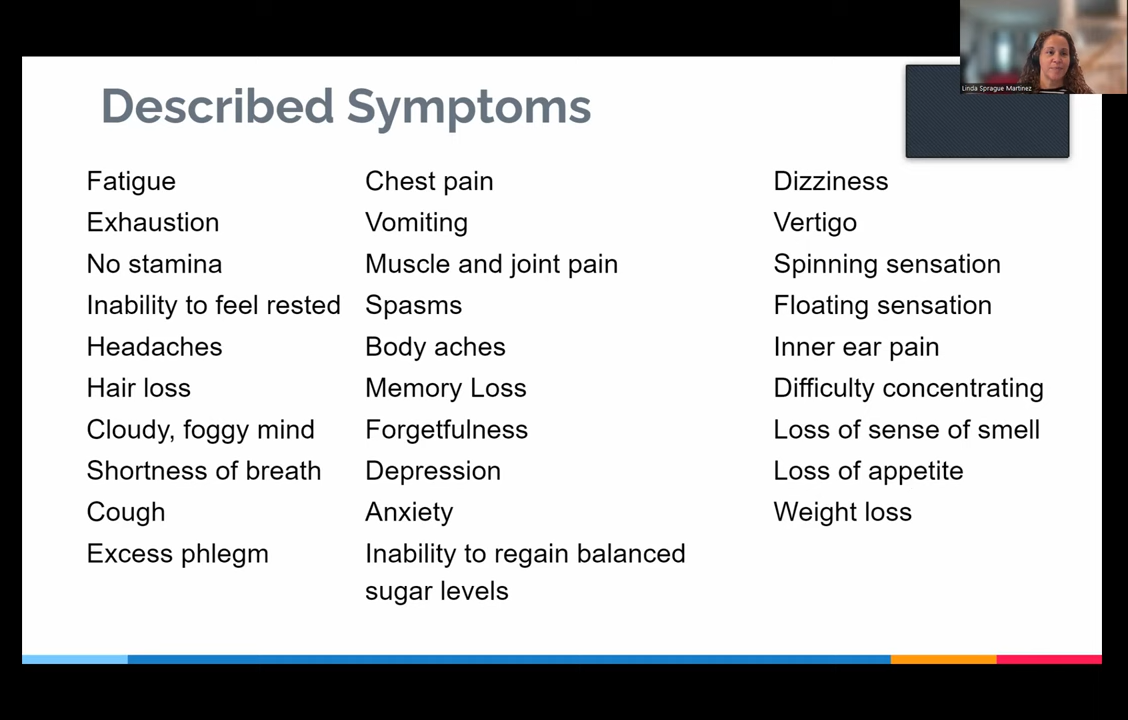 Linda Sprague Martinez
Described Symptoms
Fatigue
Exhaustion
No stamina
Inability to feel rested
Headaches
Hair loss
Cloudy, foggy mind
Shortness of breath
Cough
Excess phlegm
Chest pain
Vomiting
Muscle and joint pain
Spasms
Body aches
Memory Loss
Forgetfulness
Depression
Anxiety
Inability to regain balanced
sugar levels
Dizziness
Vertigo
Spinning sensation
Floating sensation
Inner ear pain
Difficulty concentrating
Loss of sense of smell
Loss of appetite
Weight loss